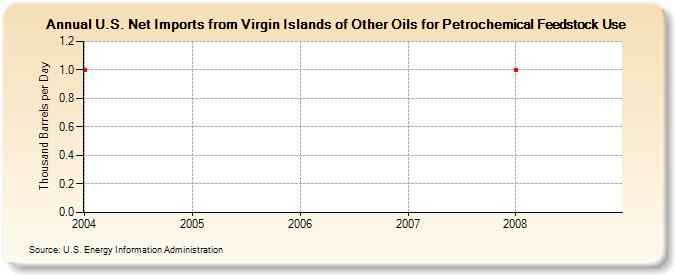 Annual U.S. Net Imports from Virgin Islands of Other Oils for Petrochemical Feedstock Use
Thousand Barrels per Day
1.2
1.0
0.8
0.6
0.4
0.2
0.0
2004 2005 2006 2007 2008
Source: U.S. Energy Information Administration